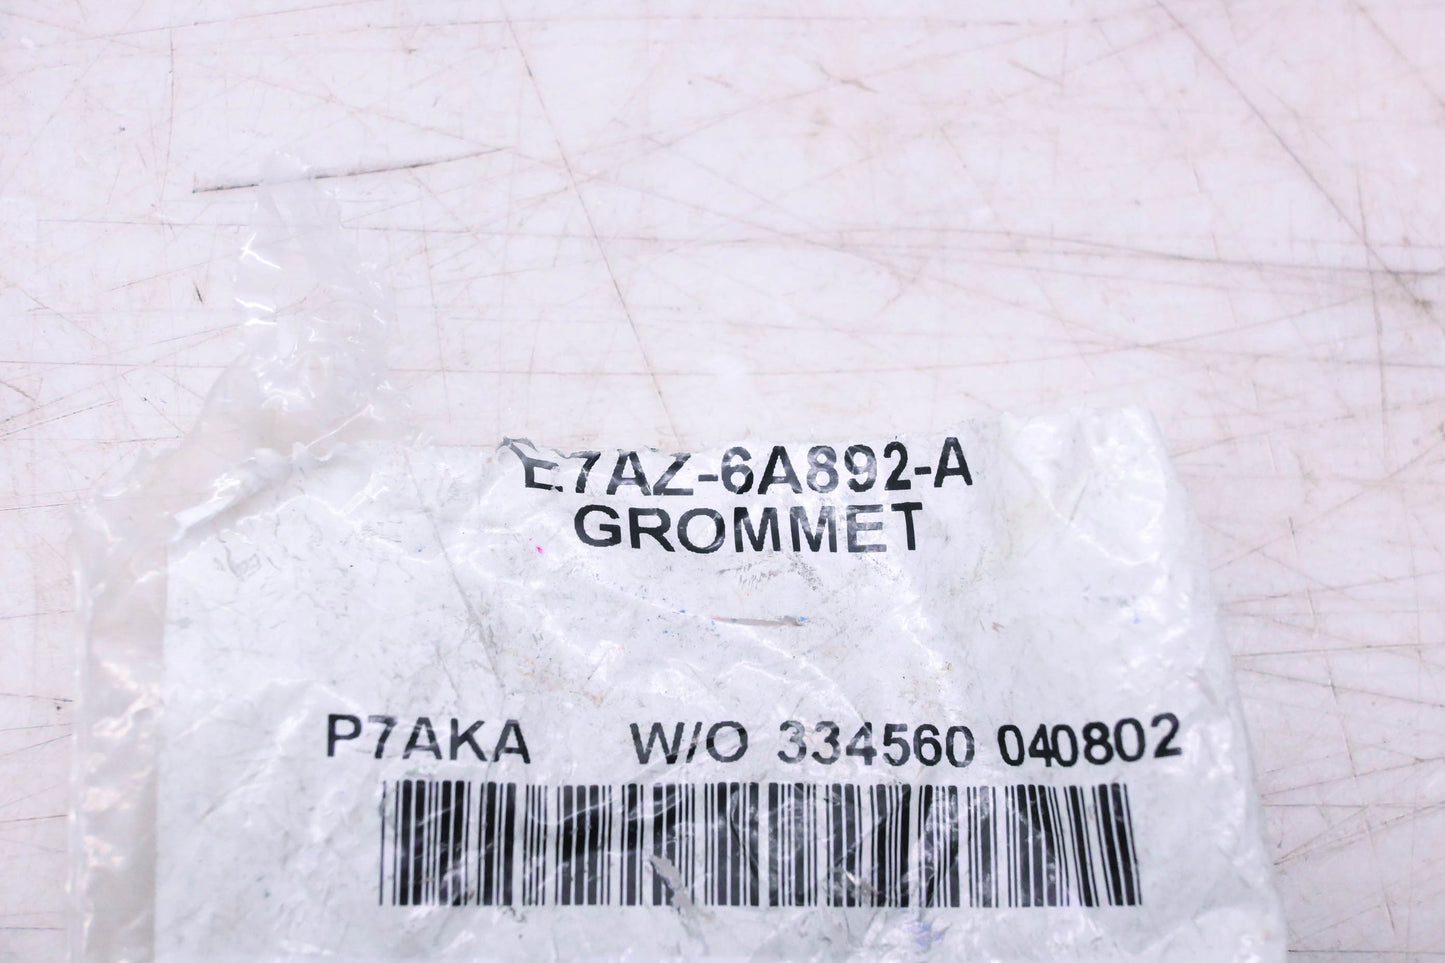 E7AZ-6A892-A
GROMMET
P7AKA W/O 334560 040802